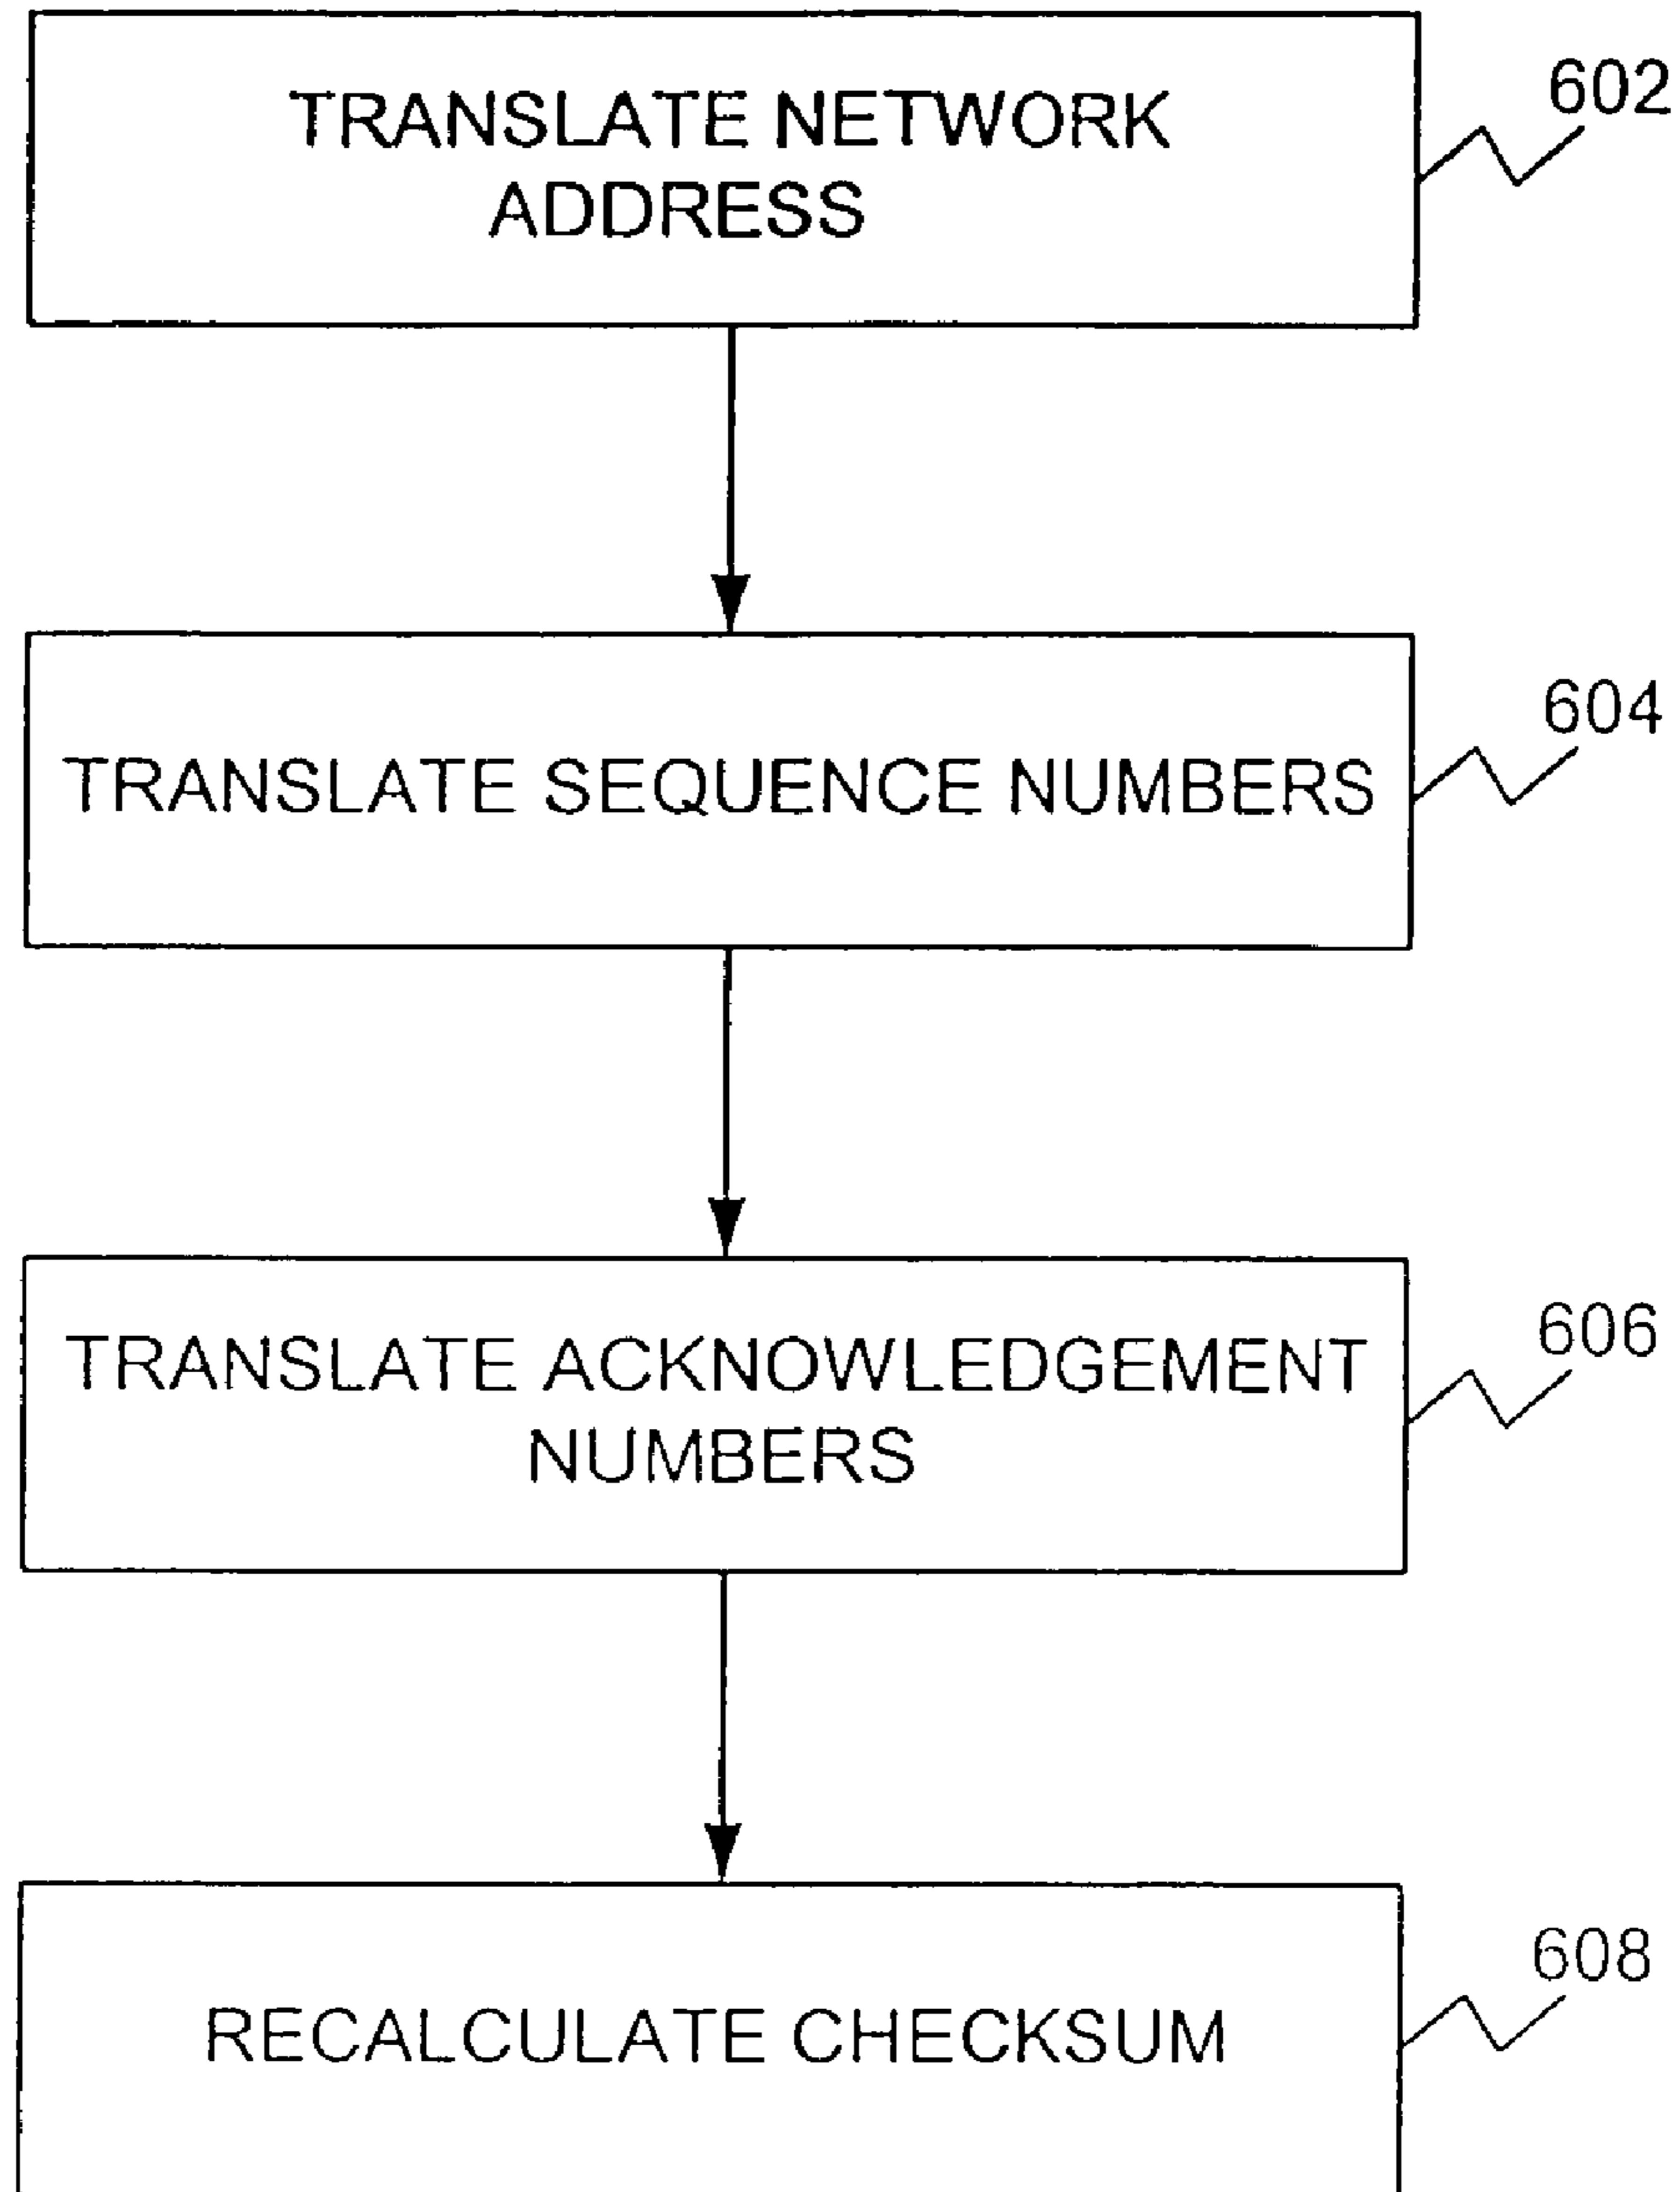 TRANSLATE NETWORK
ADDRESS
602
TRANSLATE SEQUENCE NUMBERS
604
TRANSLATE ACKNOWLEDGEMENT
NUMBERS
606
RECALCULATE CHECKSUM
608